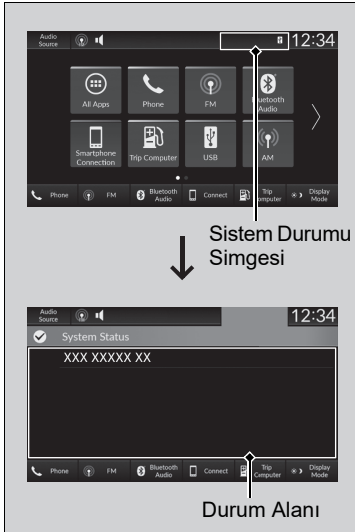 Audio
Source
12:34
All Apps
Phone
FM
Bluetooth
Audio
Smartphone
Connection
Trip Computer
USB
AM
Phone
FM
Bluetooth
Audio
Connect
Trip
Computer
Display
Mode
Sistem Durumu
Simgesi
Audio
Source
12:34
System Status
XXX XXXXX XX
Phone
FM
Bluetooth
Audio
Connect
Trip
Computer
Display
Mode
Durum Alanı